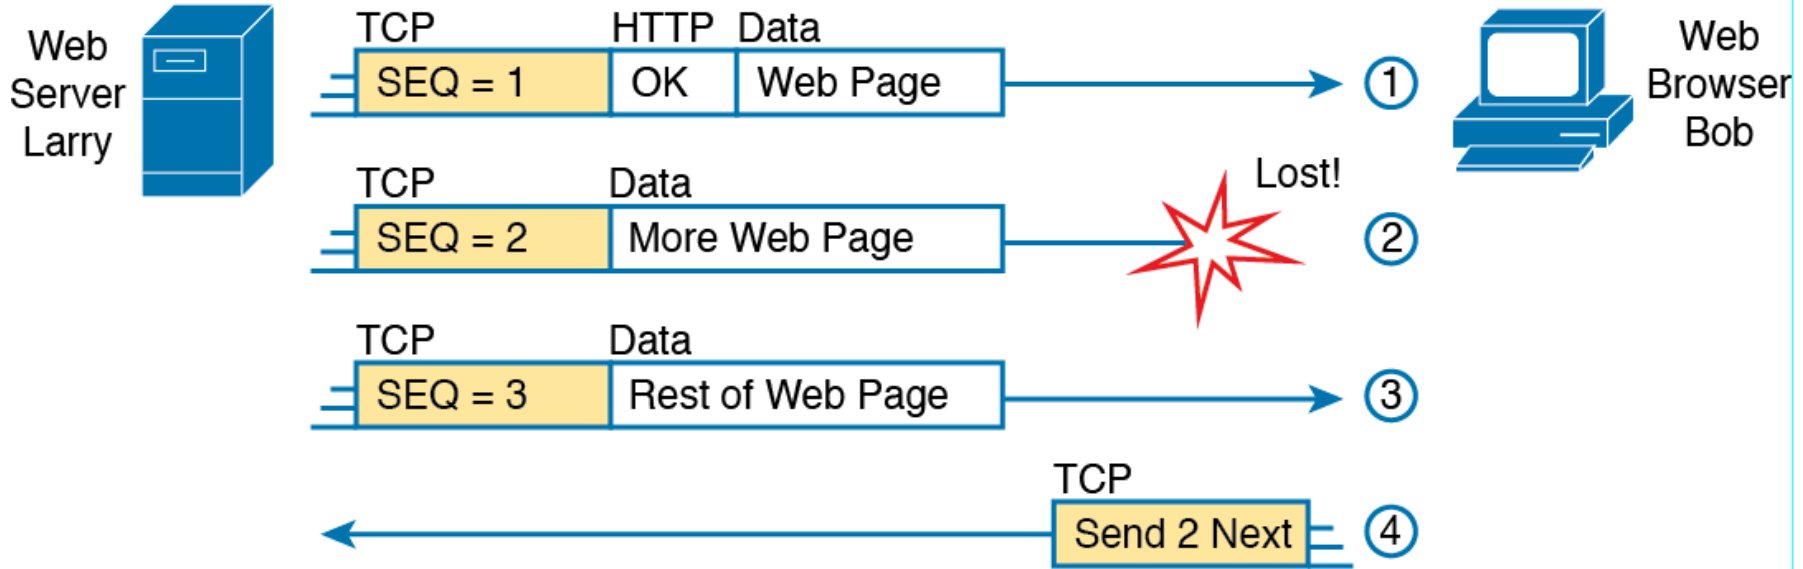 Web
Server
Larry
TCP HTTP Data
SEQ = 1 OK Web Page
1
Web
Browser
Bob
TCP Data
SEQ = 2 More Web Page
Lost!
2
TCP Data
SEQ = 3 Rest of Web Page
3
TCP
Send 2 Next
4